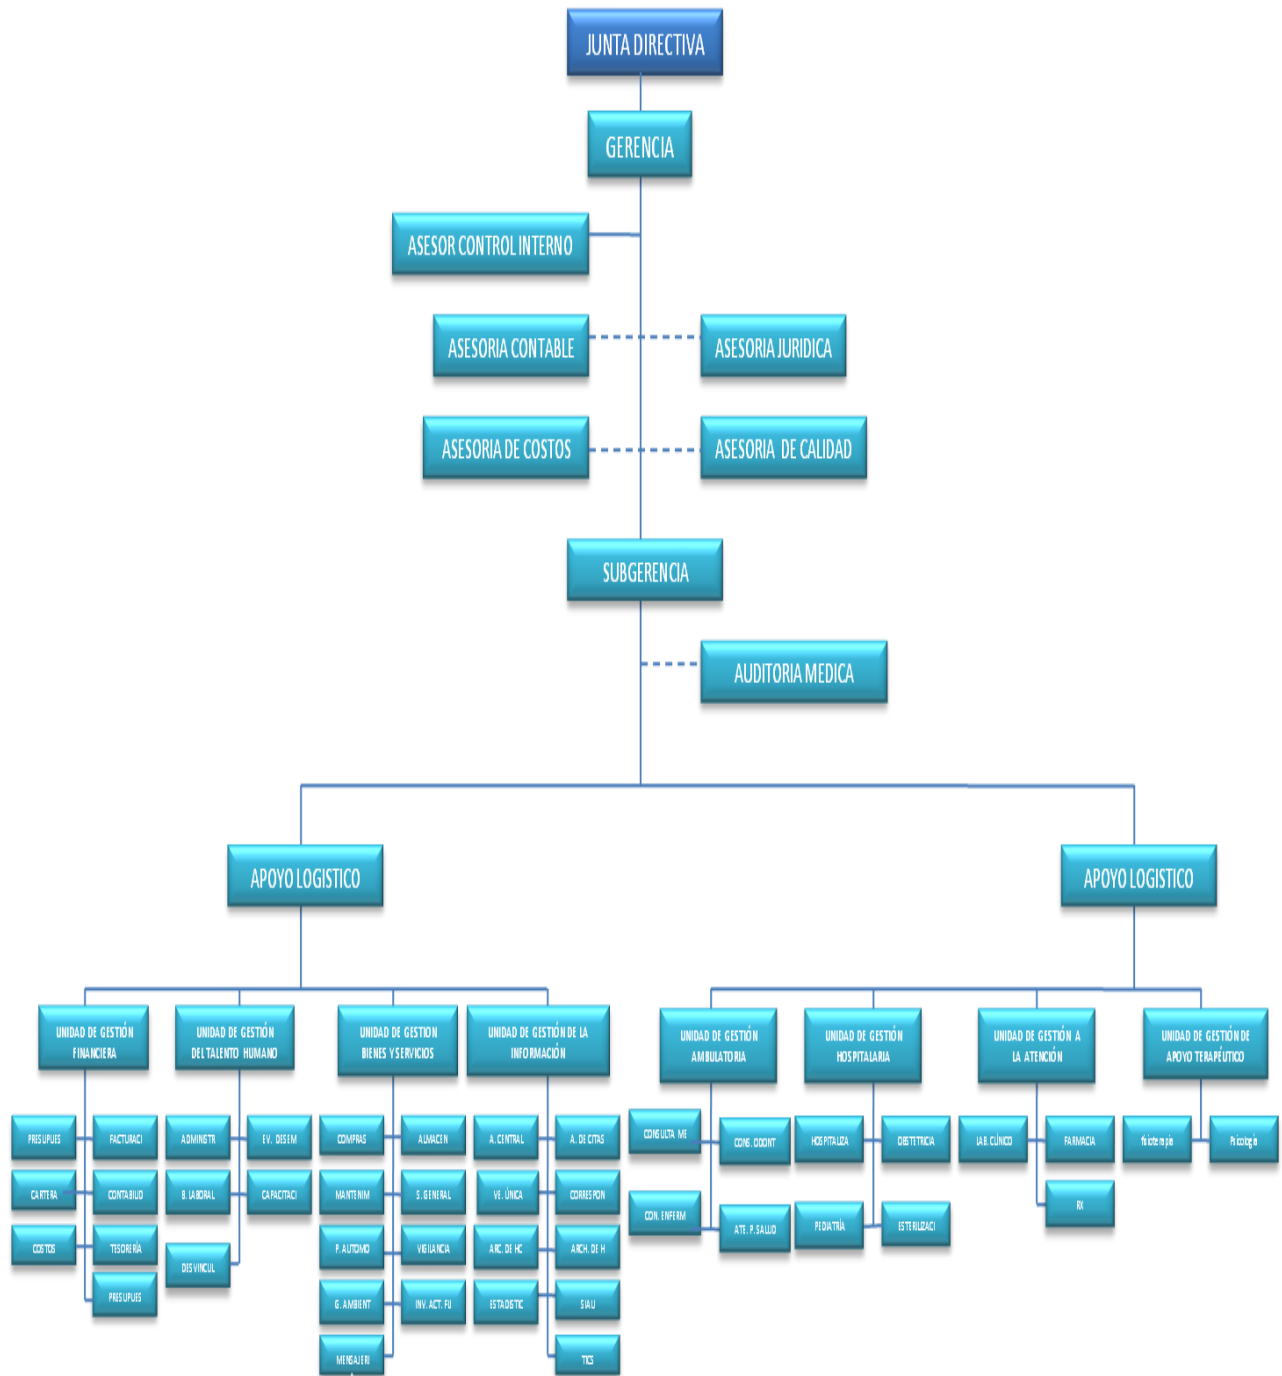 JUNTA DIRECTIVA
GERENCIA
ASESOR CONTROL INTERNO
ASESORIA CONTABLE
ASESORIA JURIDICA
ASESORIA DE COSTOS
ASESORIA DE CALIDAD
SUBGERENCIA
AUDITORIA MEDICA
APOYO LOGISTICO
APOYO LOGISTICO
UNIDAD DE GESTIÓN
FINANCIERA
UNIDAD DE GESTIÓN
DEL TALENTO HUMANO
UNIDAD DE GESTION
BIENES Y SERVICIOS
UNIDAD DE GESTIÓN DE LA
INFORMACIÓN
UNIDAD DE GESTIÓN
AMBULATORIA
UNIDAD DE GESTIÓN
HOSPITALARIA
UNIDAD DE GESTIÓN A
LA ATENCIÓN
UNIDAD DE GESTIÓN DE
APOYO TERAPÉUTICO
PRESUPUES
FACTURACI
CARTERA
CONTABILID
COSTOS
TESORERÍA
PRESUPUES
ADMINISTR
EV. DESEM
B. LABORAL
CAPACITACI
DESVINCUL
COMPRAS
ALMACEN
MANTENIM
S. GENERAL
P. AUTOMO
VIGILANCIA
G. AMBIENT
INV. ACT. FIJ
MENSAJERI
A. CENTRAL
A. DE CITAS
VE. ÚNICA
CORRESPON
ARC. DE HC
ARCH. DE H
ESTADISTIC
SIAU
TICS
CONSULTA ME
CONS. ODONT
CON. ENFERM
ATE. P. SALUD
HOSPITALIZA
OBSTETRICIA
PEDIATRÍA
ESTERILIZACI
LAB. CLÍNICO
FARMACIA
RX
fisioterapia
Psicología